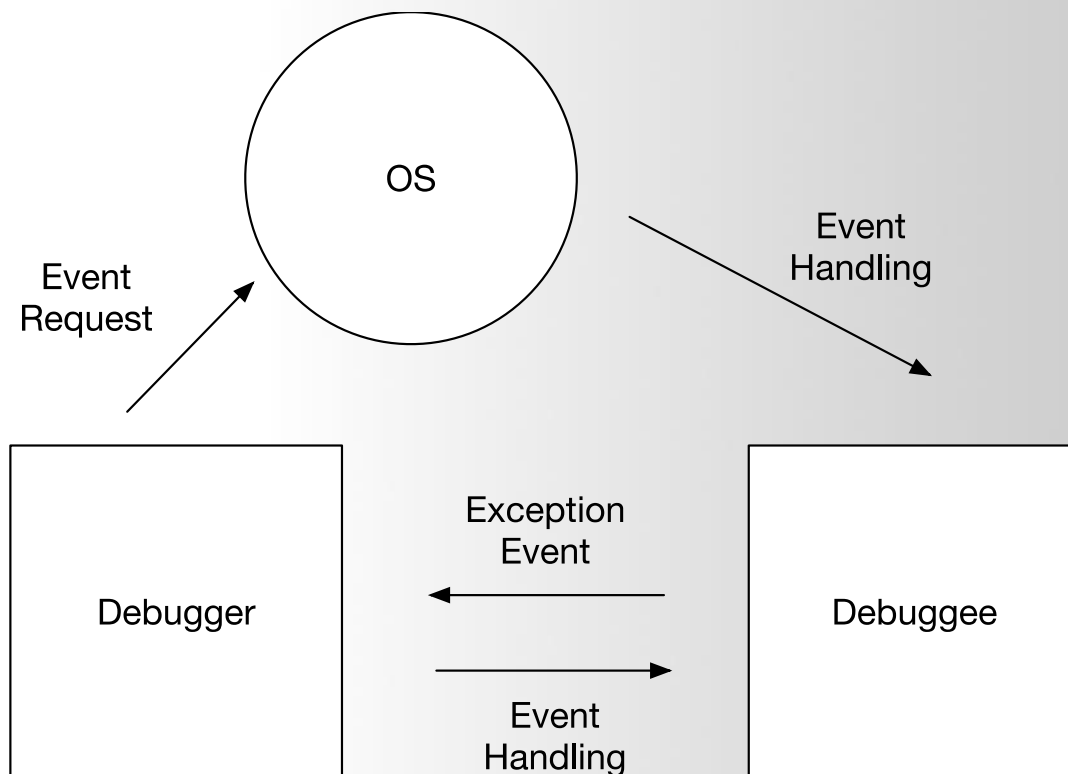 OS
Event
Handling
Event
Request
Exception
Event
Debugger
Debuggee
Event
Handling